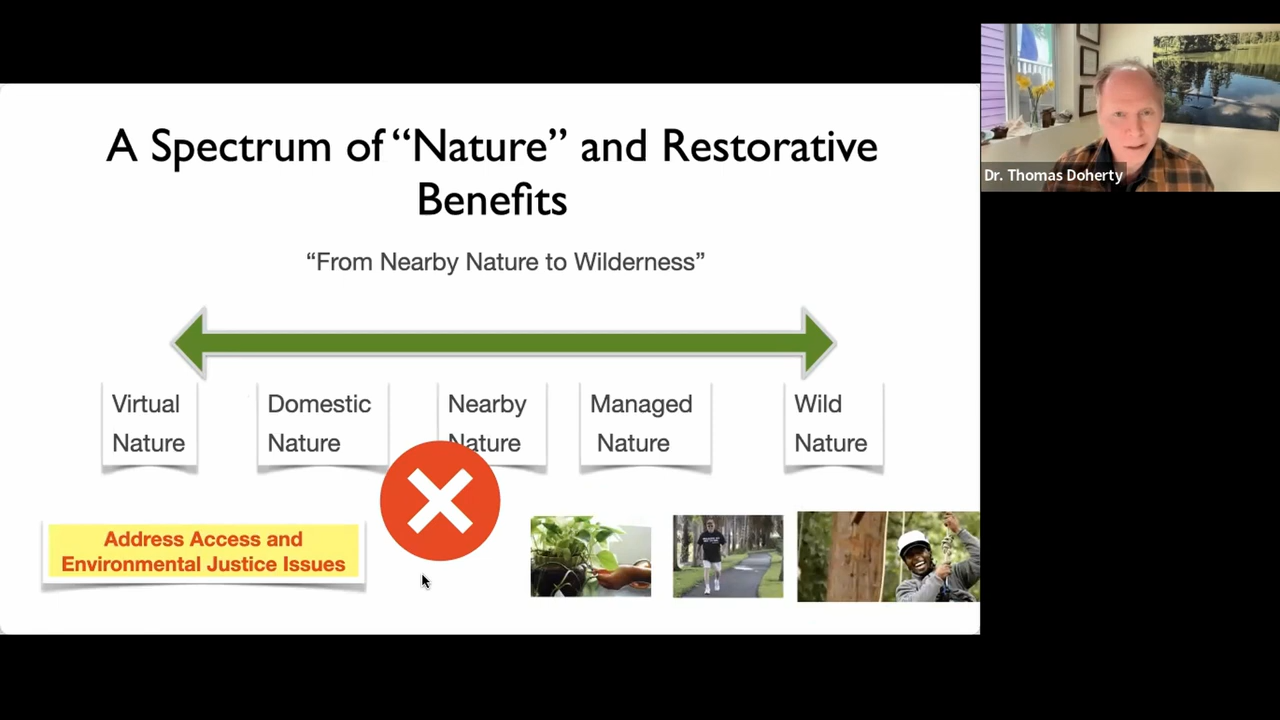 A Spectrum of “Nature” and Restorative
Benefits
“From Nearby Nature to Wilderness”
Virtual
Nature
Domestic
Nature
Nearby
Nature
Managed
Nature
Wild
Nature
Address Access and
Environmental Justice Issues
Dr. Thomas Doherty